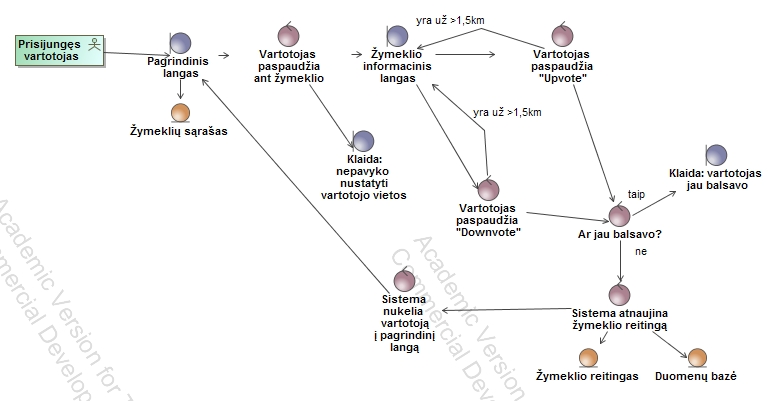 yra už >1,5km
Prisijungęs
vartotojas
Pagrindinis
langas
Vartotojas
paspaudžia
ant žymeklio
Žymeklio
informacinis
langas
Vartotojas
paspaudžia
"Upvote"
yra už >1,5km
Žymeklių sąrašas
Klaida:
nepavyko
nustatyti
vartotojo vietos
Klaida: vartotojas
jau balsavo
taip
Vartotojas
paspaudžia
"Downvote"
Ar jau balsavo?
ne
Sistema
nukelia
vartotoją
į pagrindinį
langą
Sistema atnaujina
žymeklio reitingą
Žymeklio reitingas
Duomenų bazė
Academic Version for
Commercial Develop
Academic Version
Commercial Dev